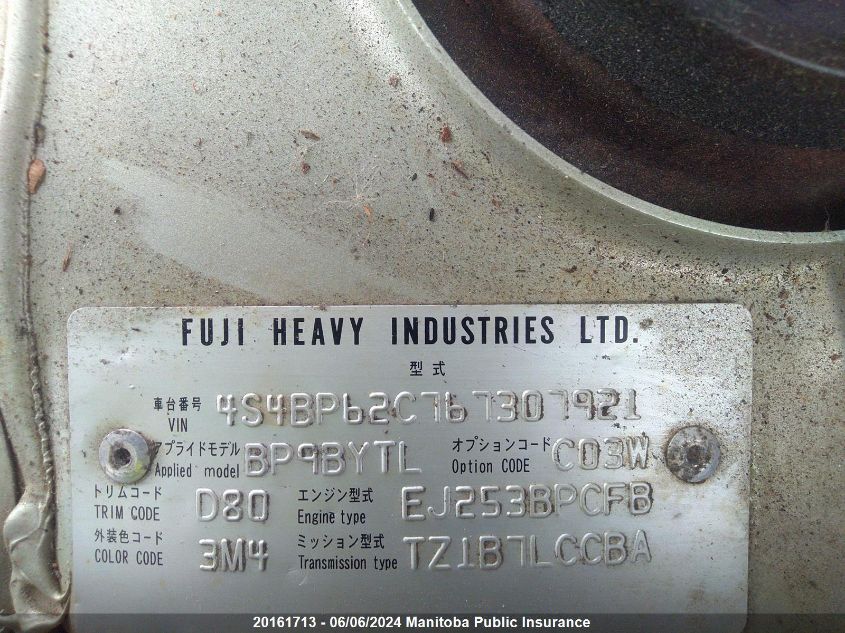 FUJI HEAVY INDUSTRIES LTD.
型式
車台番号 VIN 4S4BP62C767307921
アプライドモデル Applied model BP9BYTL オプションコード Option CODE C03W
トリムコード TRIM CODE D80 エンジン型式 Engine type EJ253BPCFB
外装色コード COLOR CODE 3M4 ミッション型式 Transmission type TZ1B7LCCBA
20161713 - 06/06/2024 Manitoba Public Insurance